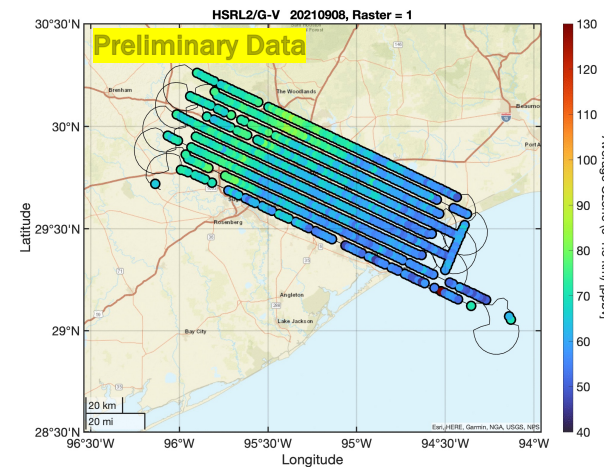 HSRL2/G-V 20210908, Raster = 1
Preliminary Data
30°30'N
30°N
29°30'N
29°N
28°30'N
Latitude
Brenham
The Woodlands
Beaumo
Port A
Rosenberg
Angleton
Lake Jackson
Bay City
20 km
20 mi
Esri, HERE, Garmin, NGA, USGS, NPS
96°30'W
96°W
95°30'W
95°W
94°30'W
94°W
Longitude
130
120
110
100
90
80
70
60
50
40